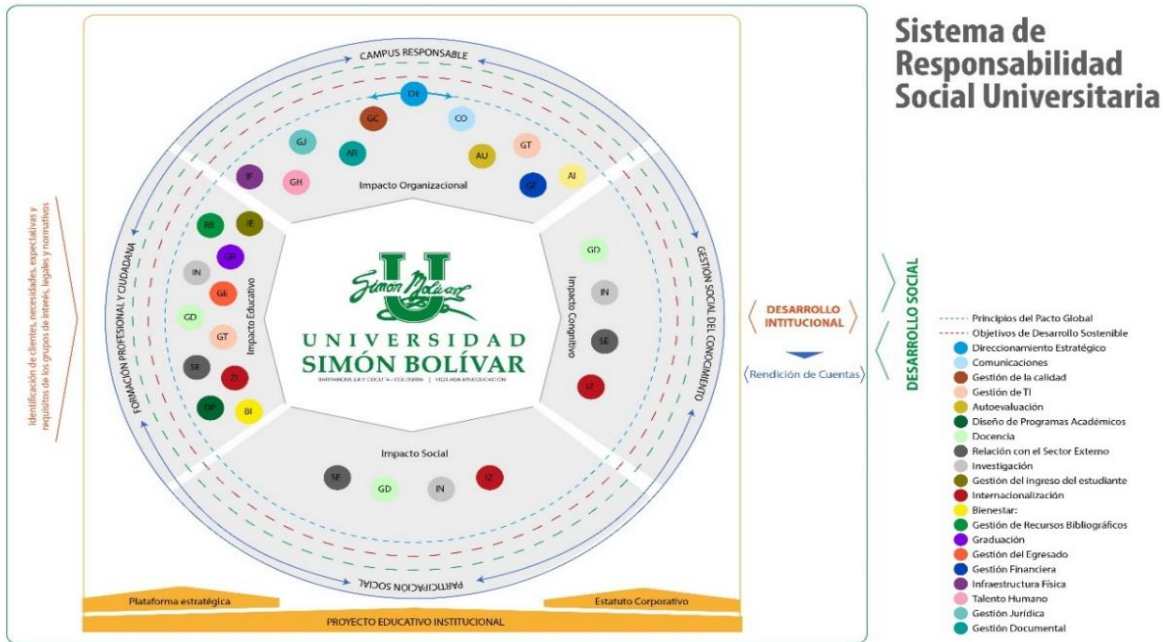 Sistema de
Responsabilidad
Social Universitaria
CAMPUS RESPONSABLE
DE
GC
CO
GJ
AR
AU
GT
IF
GH
GF
AI
Impacto Organizacional
Identificación de clientes, necesidades, expectativas y
requisitos de los grupos de interés, legales y normativos
FORMACIÓN PROFESIONAL Y CIUDADANA
RB
IE
GR
IN
GE
GD
GT
SE
DP
BI
Impacto Educativo
Simón Bolívar
U
UNIVERSIDAD
SIMÓN BOLÍVAR
GD
IN
SE
IZ
Impacto Congnitivo
GESTIÓN SOCIAL DEL CONOCIMIENTO
Impacto Social
SE
GD
IN
IZ
PARTICIPACIÓN SOCIAL
Plataforma estratégica
Estatuto Corporativo
PROYECTO EDUCATIVO INSTITUCIONAL
DESARROLLO
INTITUCIONAL
Rendición de Cuentas
DESARROLLO SOCIAL
Principios del Pacto Global
Objetivos de Desarrollo Sostenible
Direccionamiento Estratégico
Comunicaciones
Gestión de la calidad
Gestión de TI
Autoevaluación
Diseño de Programas Académicos
Docencia
Relación con el Sector Externo
Investigación
Gestión del ingreso del estudiante
Internacionalización
Bienestar:
Gestión de Recursos Bibliográficos
Graduación
Gestión del Egresado
Gestión Financiera
Infraestructura Física
Talento Humano
Gestión Jurídica
Gestión Documental